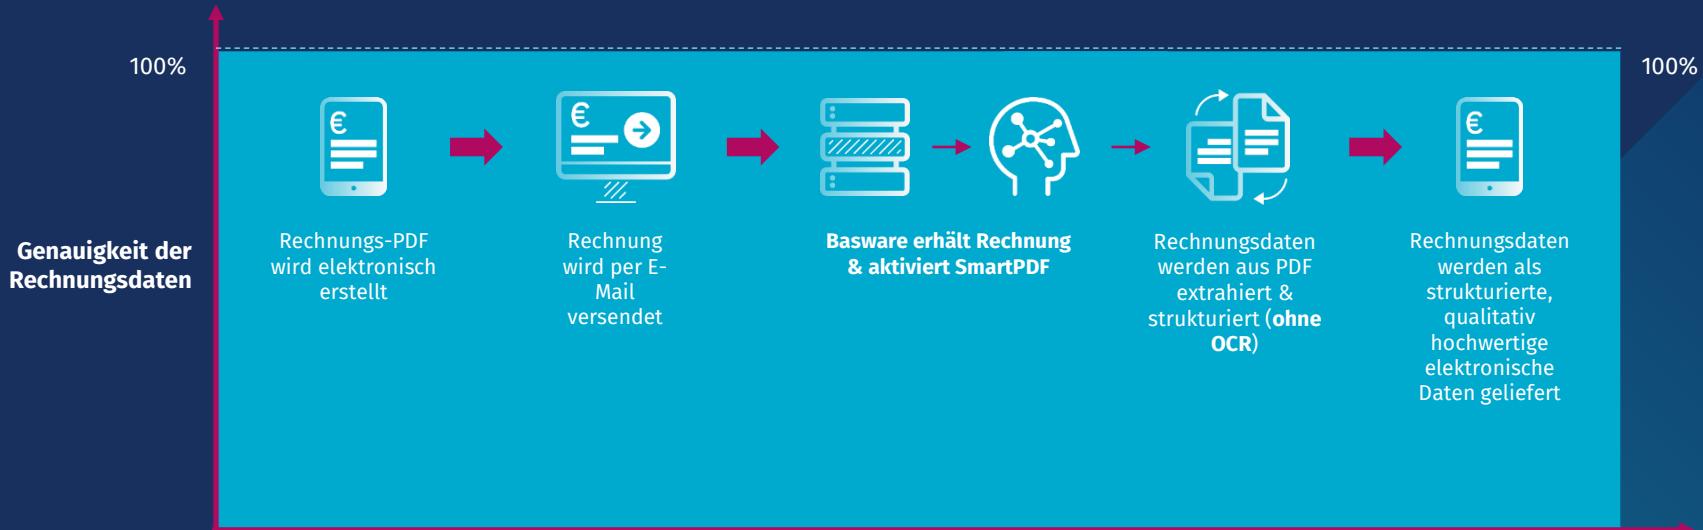 100%
100%
Genauigkeit der
Rechnungsdaten
€
Rechnungs-PDF
wird elektronisch
erstellt
€
Rechnung
wird per E-
Mail
versendet
Basware erhält Rechnung
& aktiviert SmartPDF
Rechnungsdaten
werden aus PDF
extrahiert &
strukturiert (ohne
OCR)
€
Rechnungsdaten
werden als
strukturierte,
qualitativ
hochwertige
elektronische
Daten geliefert